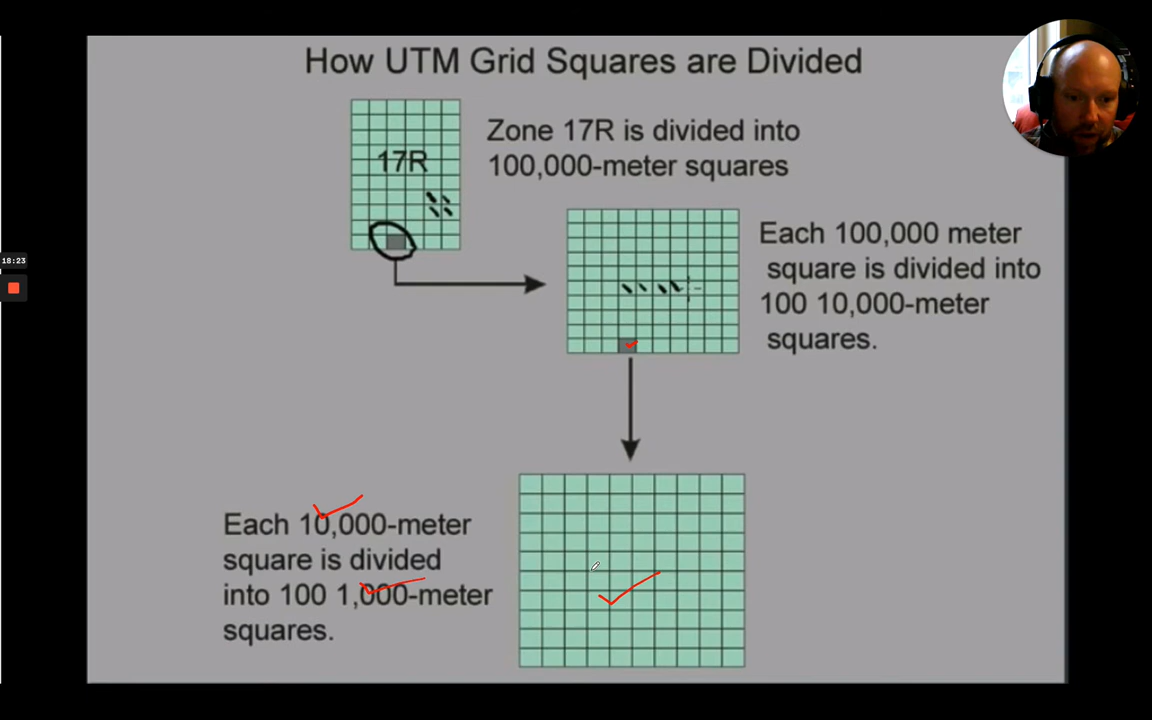 How UTM Grid Squares are Divided
17R
Zone 17R is divided into
100,000-meter squares
Each 100,000 meter
square is divided into
100 10,000-meter
squares.
18:23
Each 10,000-meter
square is divided
into 100 1,000-meter
squares.